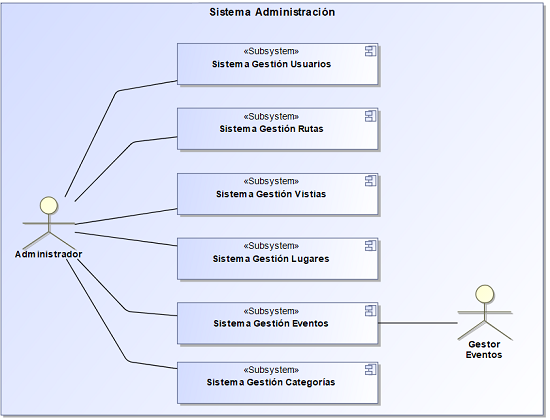 Sistema Administración
«Subsystem»
Sistema Gestión Usuarios
«Subsystem»
Sistema Gestión Rutas
«Subsystem»
Sistema Gestión Vistias
«Subsystem»
Sistema Gestión Lugares
«Subsystem»
Sistema Gestión Eventos
«Subsystem»
Sistema Gestión Categorías
Administrador
Gestor
Eventos